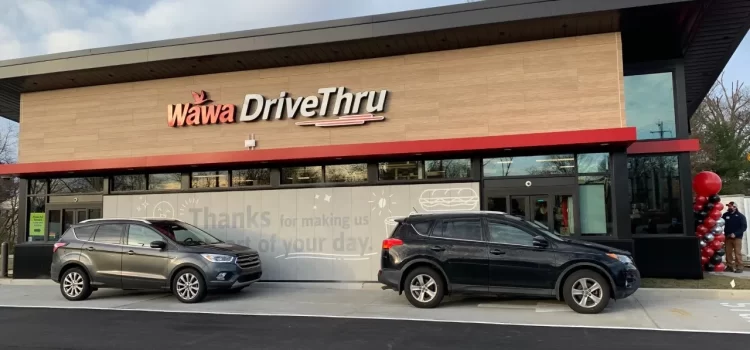 Wawa DriveThru
Thanks for making us
of your day.